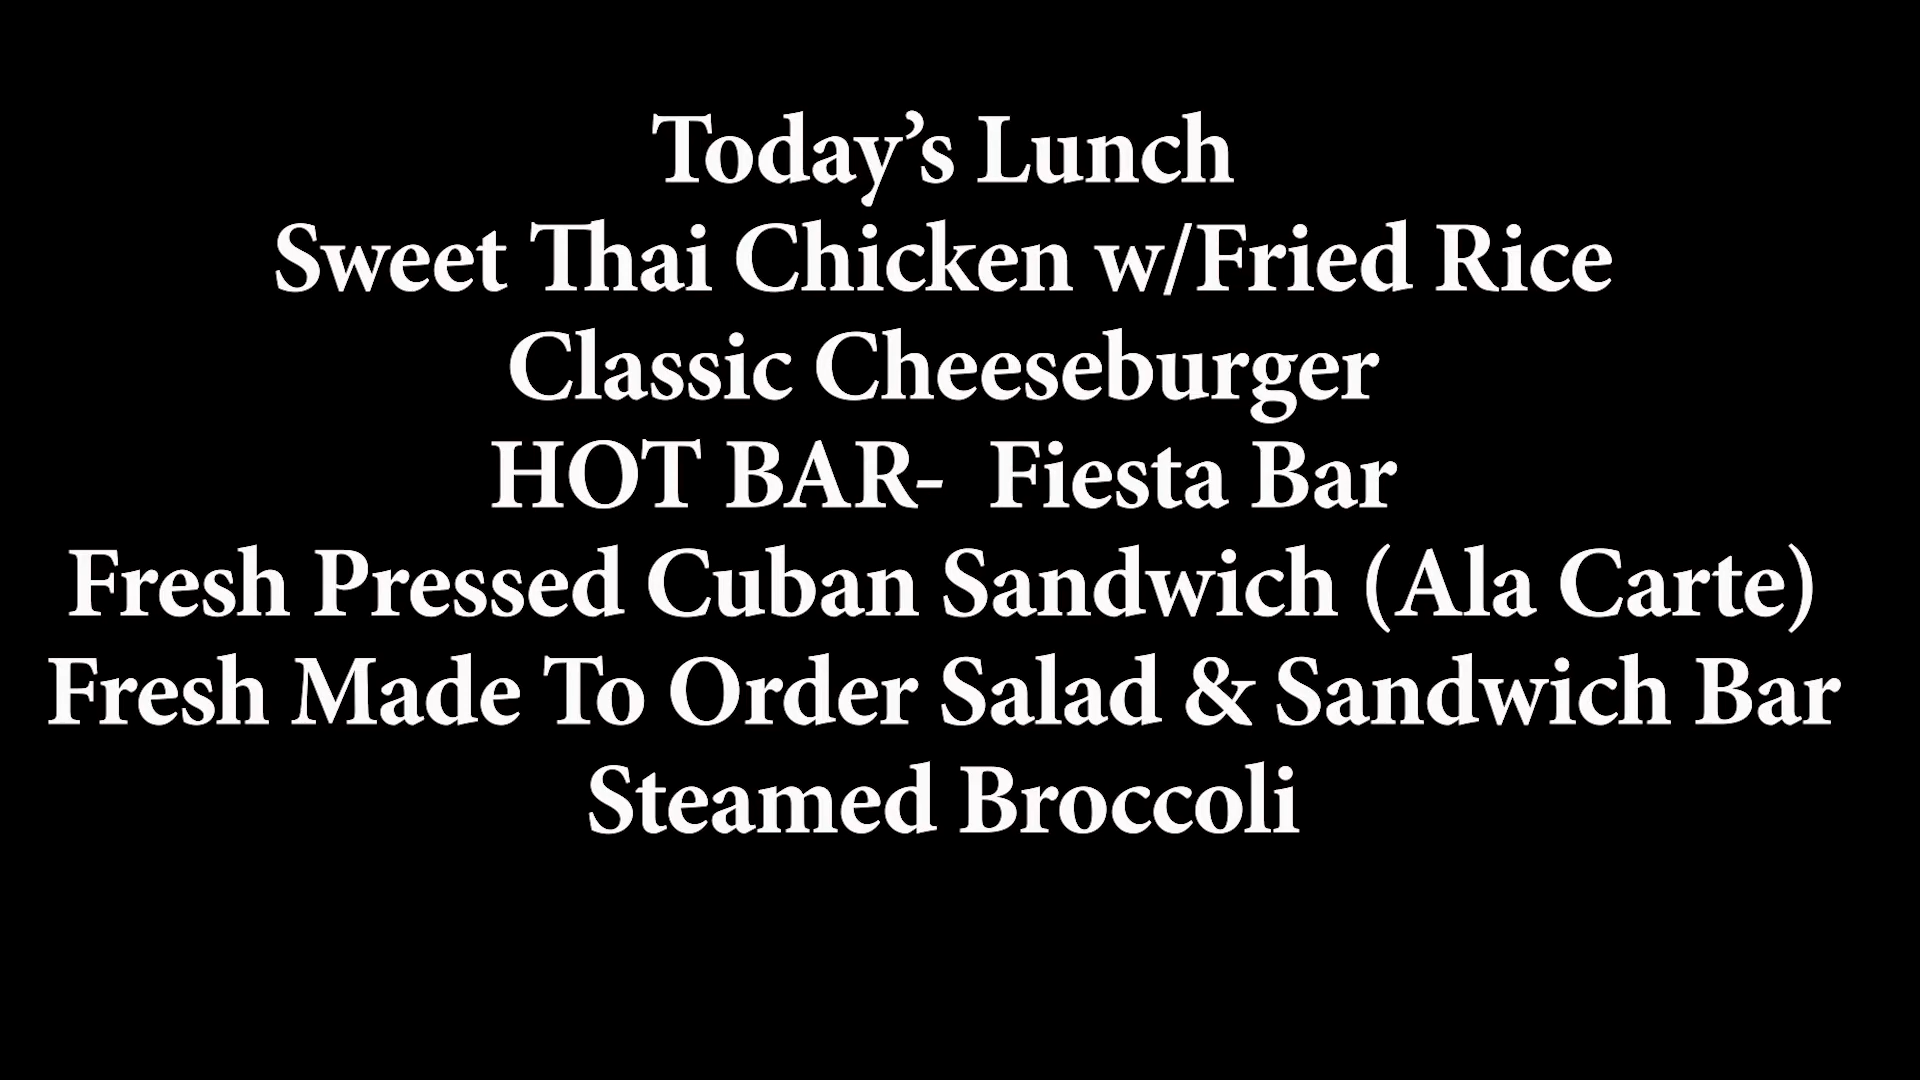 Today’s Lunch
Sweet Thai Chicken w/Fried Rice
Classic Cheeseburger
HOT BAR-  Fiesta Bar
Fresh Pressed Cuban Sandwich (Ala Carte)
Fresh Made To Order Salad & Sandwich Bar
Steamed Broccoli